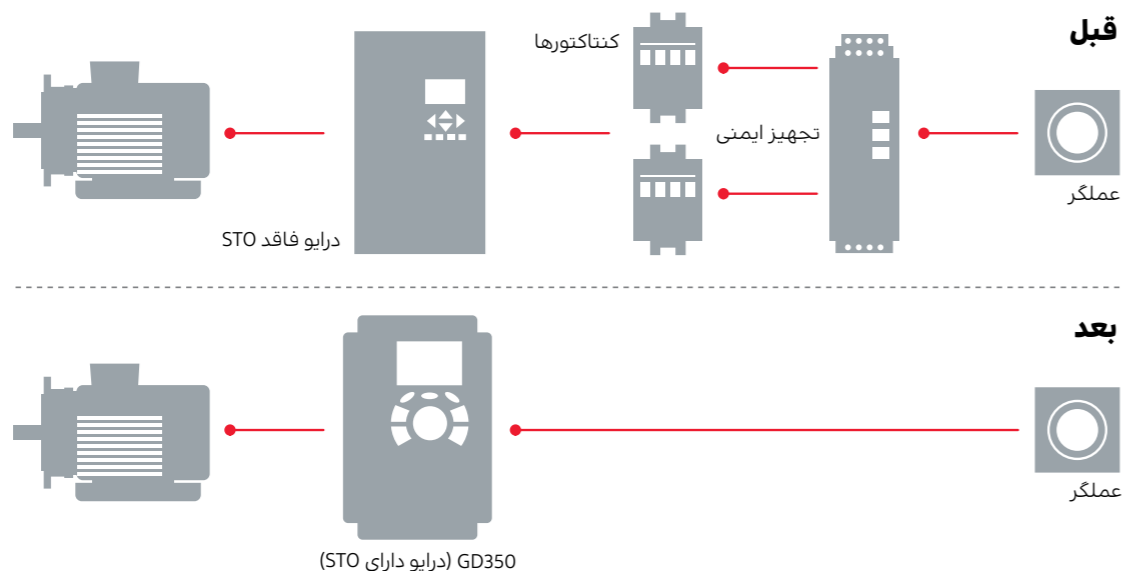 قبل
کنتاکتورها
تجهیز ایمنی
عملگر
درایو فاقد STO
بعد
عملگر
GD350 (درایو دارای STO)